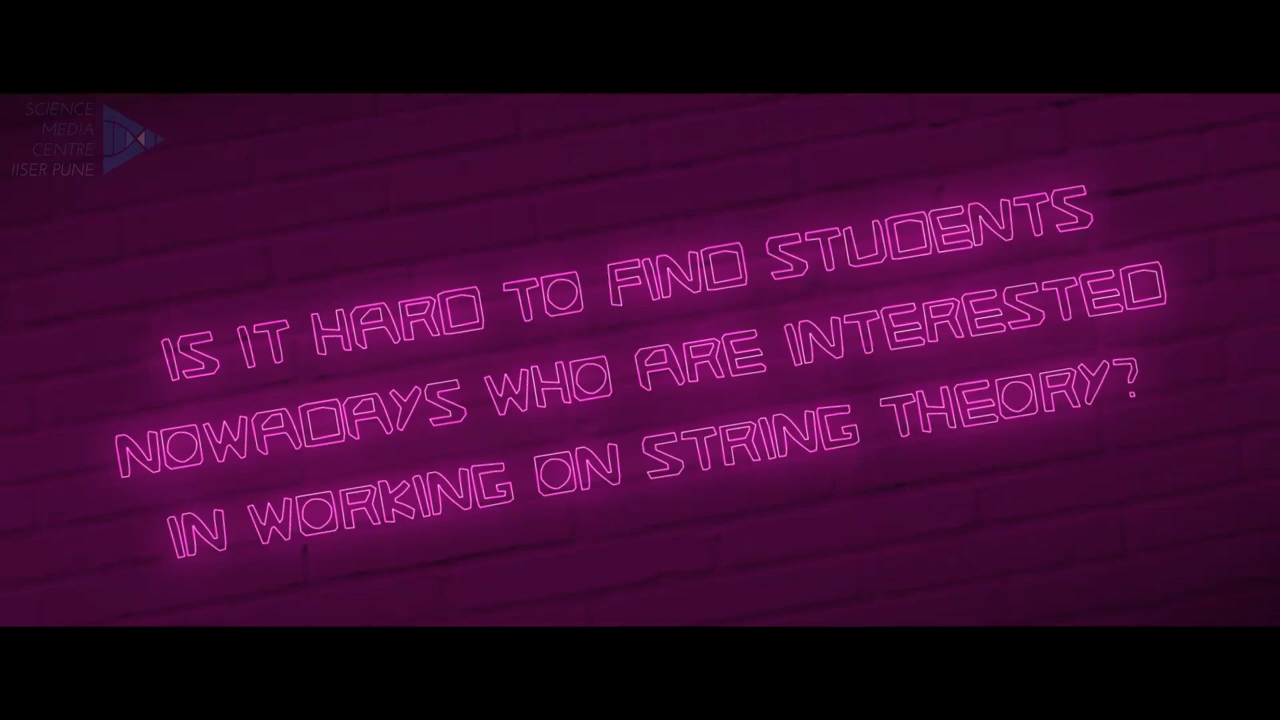 SCIENCE
MEDIA
CENTRE
IISER PUNE
IS IT HARD TO FIND STUDENTS
NOWADAYS WHO ARE INTERESTED
IN WORKING ON STRING THEORY?